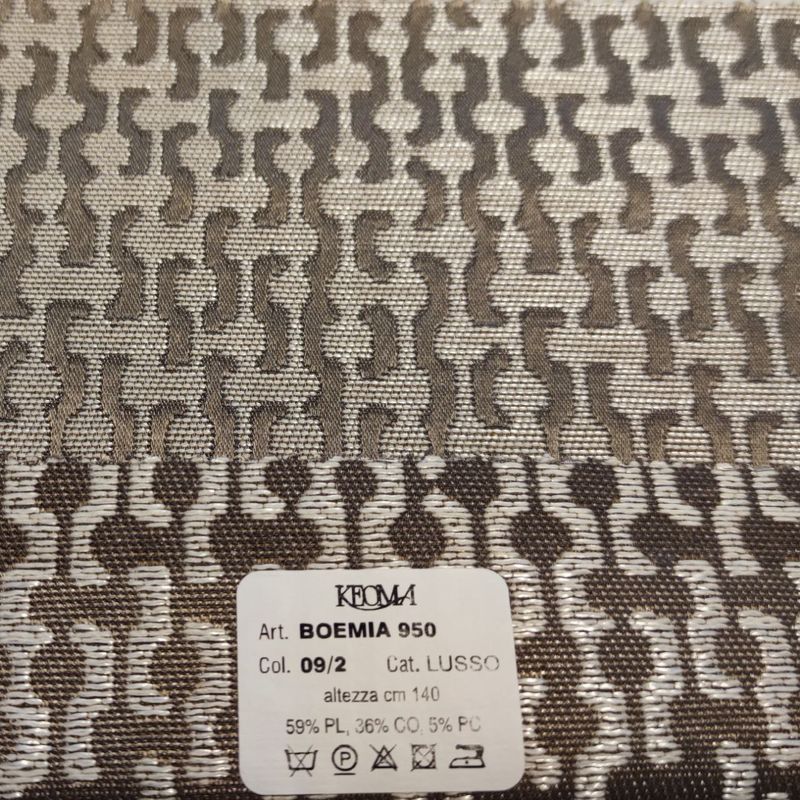 KEOMA
Art. BOEMIA 950
Col. 09/2 Cat. LUSSO
altezza cm 140
59% PL, 36% CO, 5% PC
P